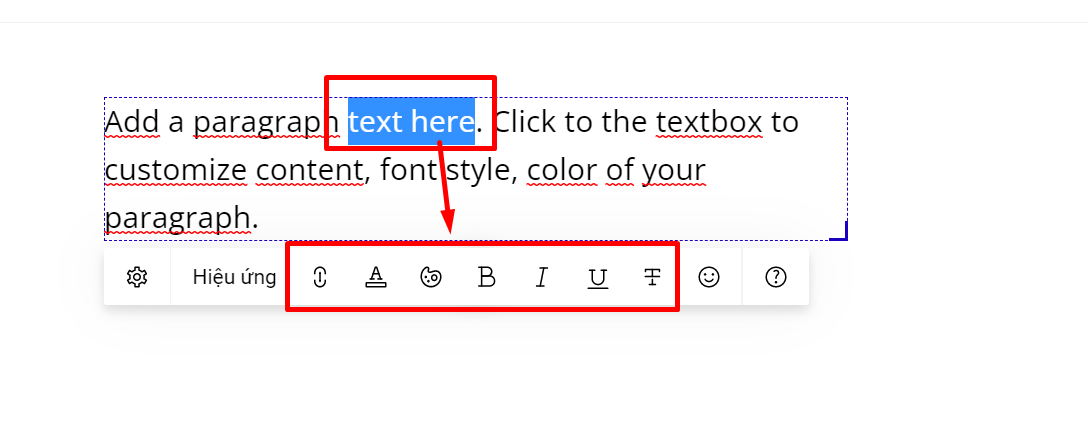 Add a paragraph text here. Click to the textbox to
customize content, font style, color of your
paragraph.
Hiệu ứng A B I U T